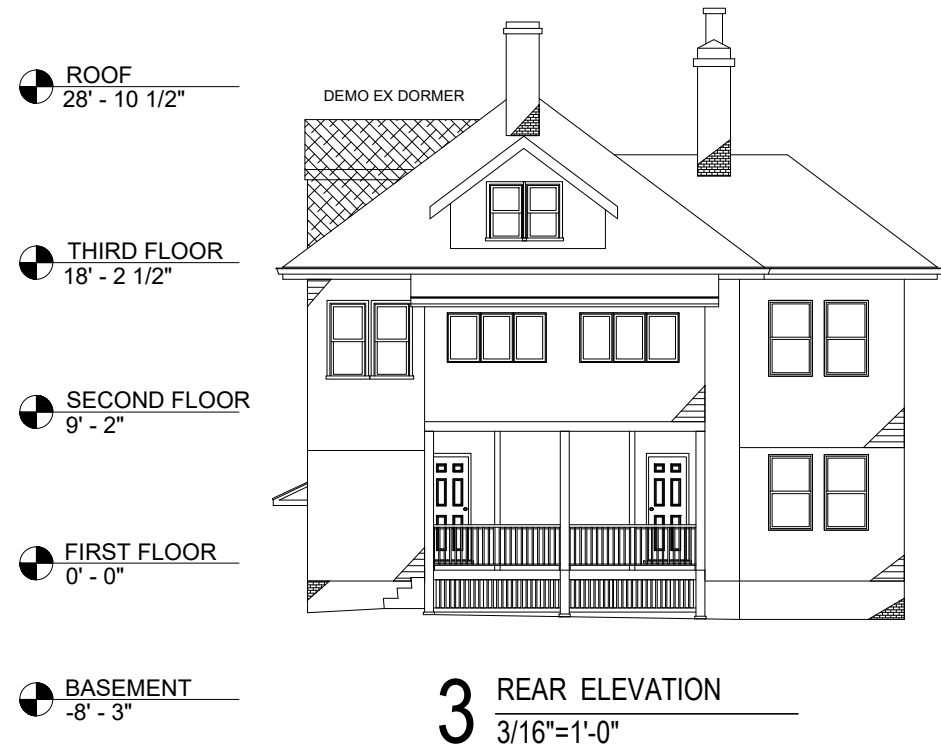 ROOF
28' - 10 1/2"
DEMO EX DORMER
THIRD FLOOR
18' - 2 1/2"
SECOND FLOOR
9' - 2"
FIRST FLOOR
0' - 0"
BASEMENT
-8' - 3"
3 REAR ELEVATION
3/16"=1'-0"